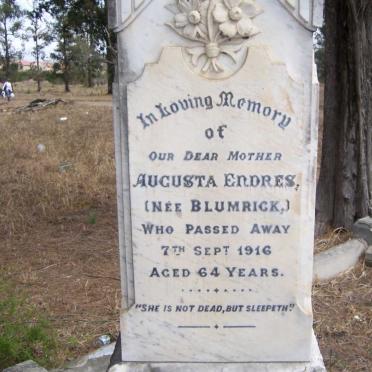 In Loving Memory
of
OUR DEAR MOTHER
AUGUSTA ENDRES,
(NÉE BLUMRICK,)
WHO PASSED AWAY
7TH SEPT 1916
AGED 64 YEARS.
"SHE IS NOT DEAD, BUT SLEEPETH"